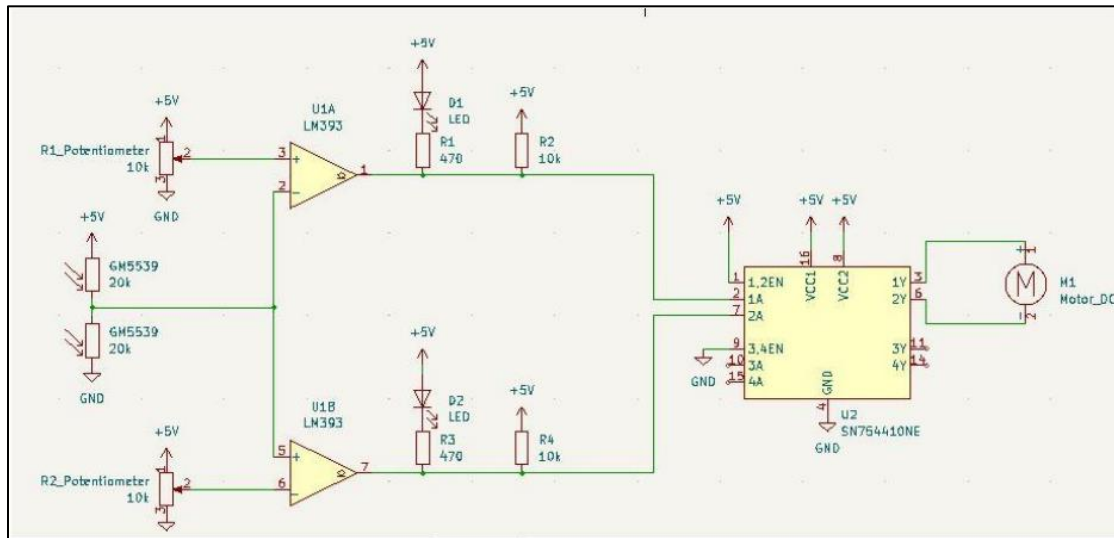 +5V
R1_Potentiometer
10k
1
2
3
GND
+5V
GM5539
20k
GM5539
20k
GND
+5V
R2_Potentiometer
10k
1
2
3
U1A
LM393
3
+
2
-
1
+5V
D1
LED
R1
470
+5V
R2
10k
U1B
LM393
5
+
6
-
7
+5V
D2
LED
R3
470
+5V
R4
10k
+5V
+5V
+5V
16
8
VCC1
VCC2
1
1,2EN
2
1A
7
2A
9
3,4EN
10
3A
15
4A
GND
1Y
3
2Y
6
3Y
11
4Y
14
GND
4
GND
U2
SN754410NE
+
1
M
-
2
M1
Motor_DC